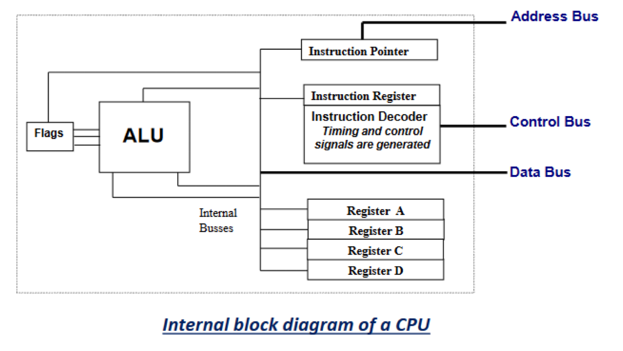 Address Bus
Instruction Pointer
Instruction Register
Instruction Decoder
Timing and control
signals are generated
Control Bus
Flags
ALU
Data Bus
Internal
Busses
Register A
Register B
Register C
Register D
Internal block diagram of a CPU